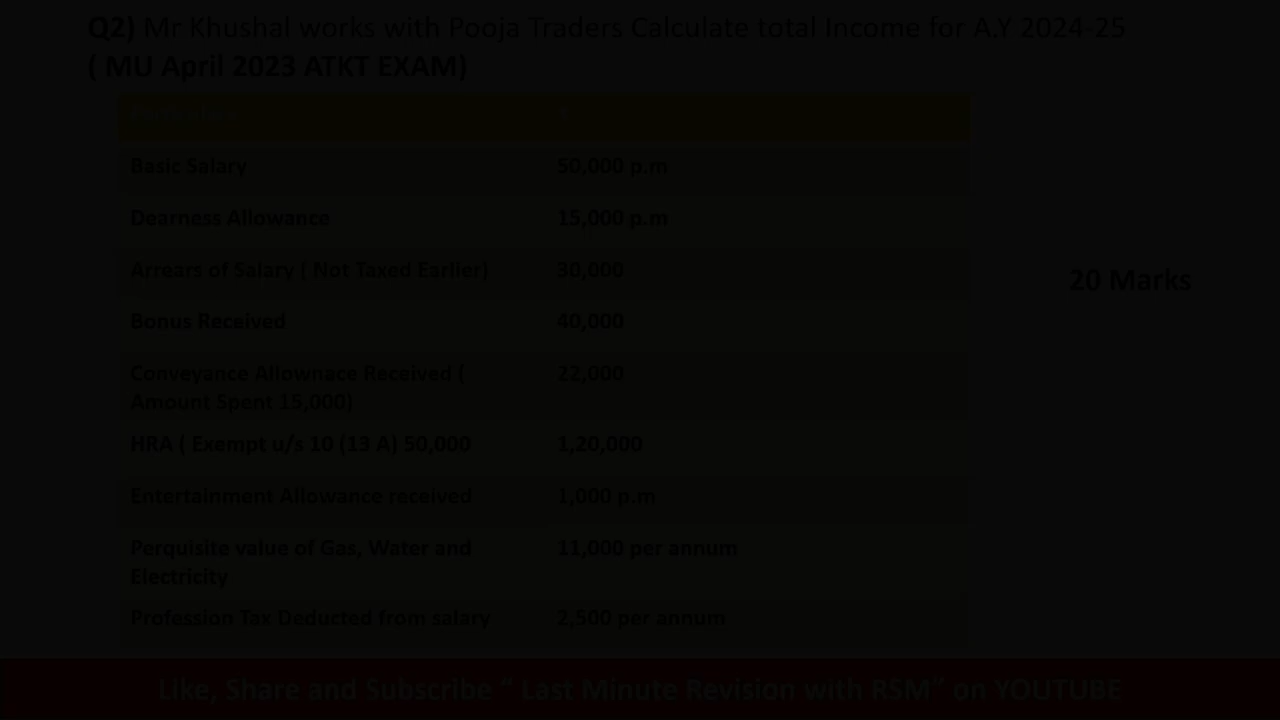 Q2) Mr Khushal works with Pooja Traders Calculate total Income for A.Y 2024-25
( MU April 2023 ATKT EXAM)
Particulars
Basic Salary 50,000 p.m
Dearness Allowance 15,000 p.m
Arrears of Salary ( Not Taxed Earlier) 30,000
20 Marks
Bonus Received 40,000
Conveyance Allownace Received ( 22,000
Amount Spent 15,000)
HRA ( Exempt u/s 10 (13 A) 50,000 1,20,000
Entertainment Allowance received 1,000 p.m
Perquisite value of Gas, Water and 11,000 per annum
Electricity
Profession Tax Deducted from salary 2,500 per annum
Like, Share and Subscribe “ Last Minute Revision with RSM” on YOUTUBE